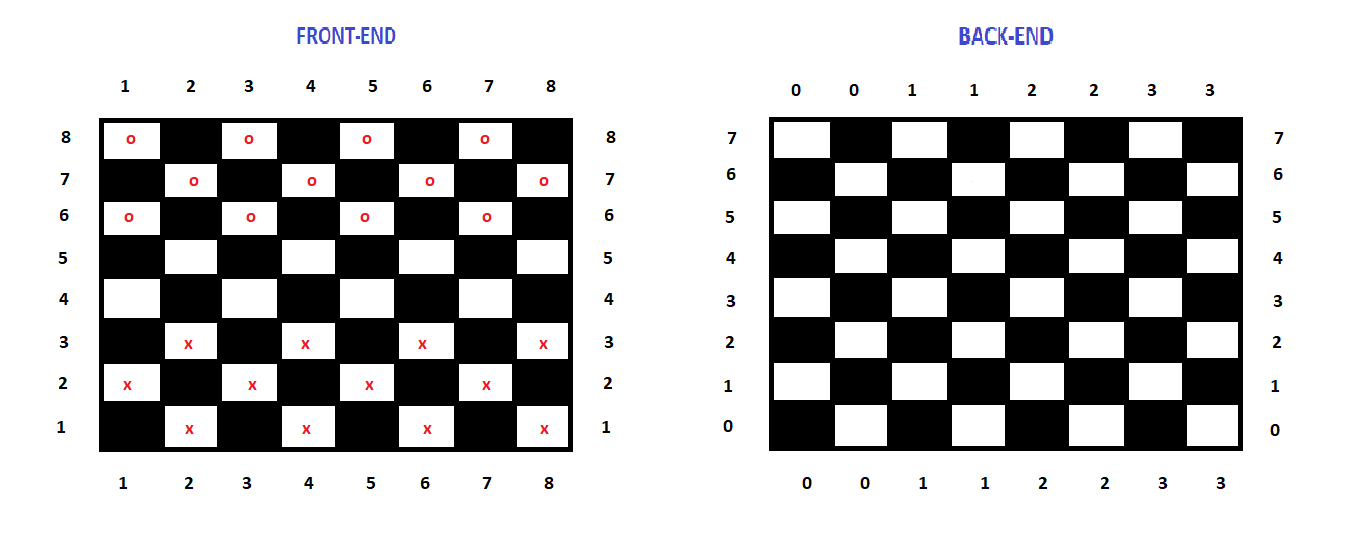 FRONT-END
BACK-END
1 2 3 4 5 6 7 8
0 0 1 1 2 2 3 3
8 o o o o 8
7 o o o o 7
6 o o o o 6
5 5
4 4
3 x x x x 3
2 x x x x 2
1 x x x x 1
1 2 3 4 5 6 7 8
7 7
6 6
5 5
4 4
3 3
2 2
1 1
0 0
0 0 1 1 2 2 3 3